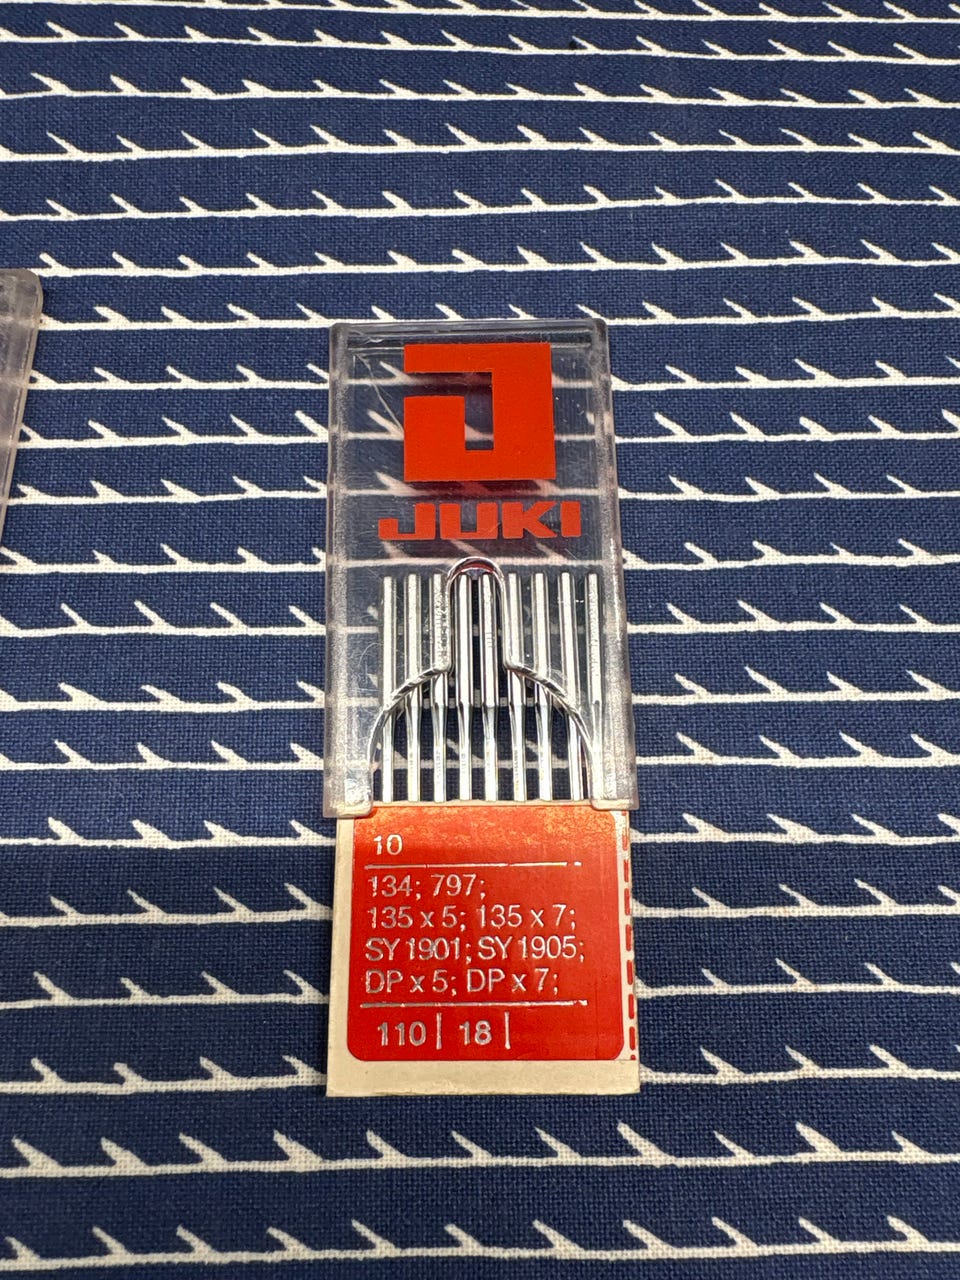 JUKI
10
134; 797;
135 x 5; 135 x 7;
SY 1901; SY 1905;
DP x 5; DP x 7;
110 | 18 |